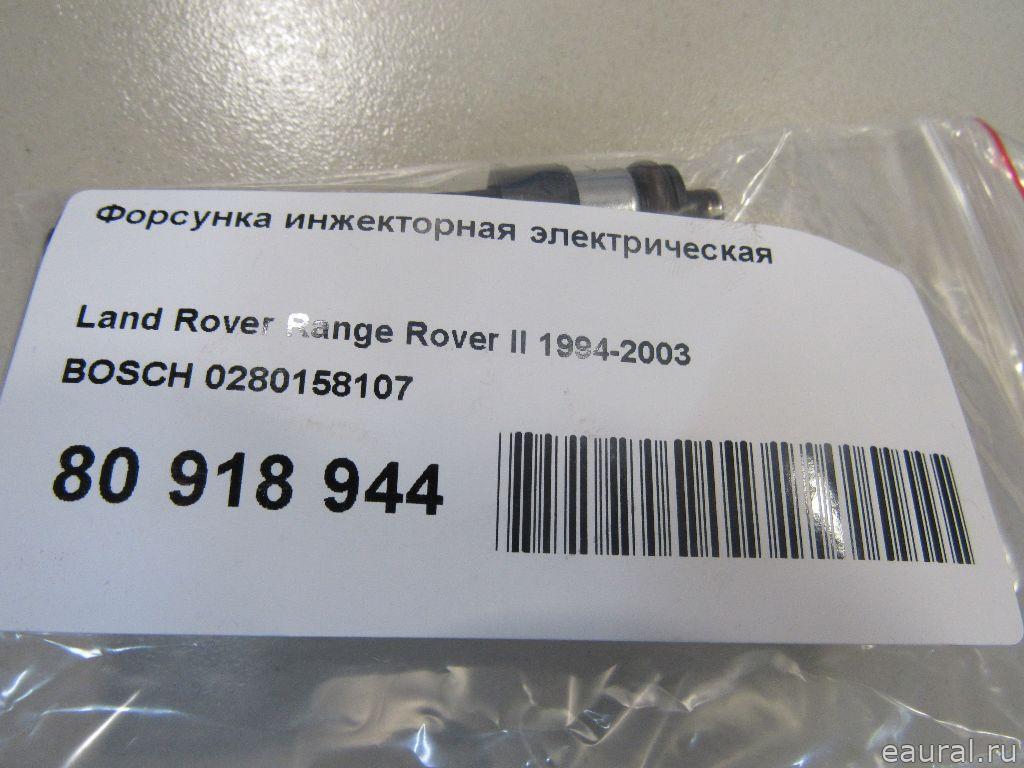 Форсунка инжекторная электрическая
Land Rover Range Rover II 1994-2003
BOSCH 0280158107
80 918 944
eaural.ru